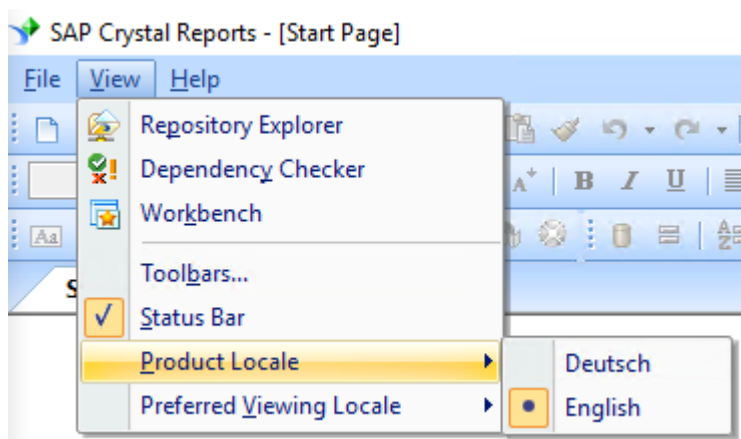 SAP Crystal Reports - [Start Page]
File View Help
Repository Explorer
Dependency Checker
Workbench
Toolbars...
Status Bar
Product Locale
Preferred Viewing Locale
Deutsch
English
A B I U
Aa
A
Z
S